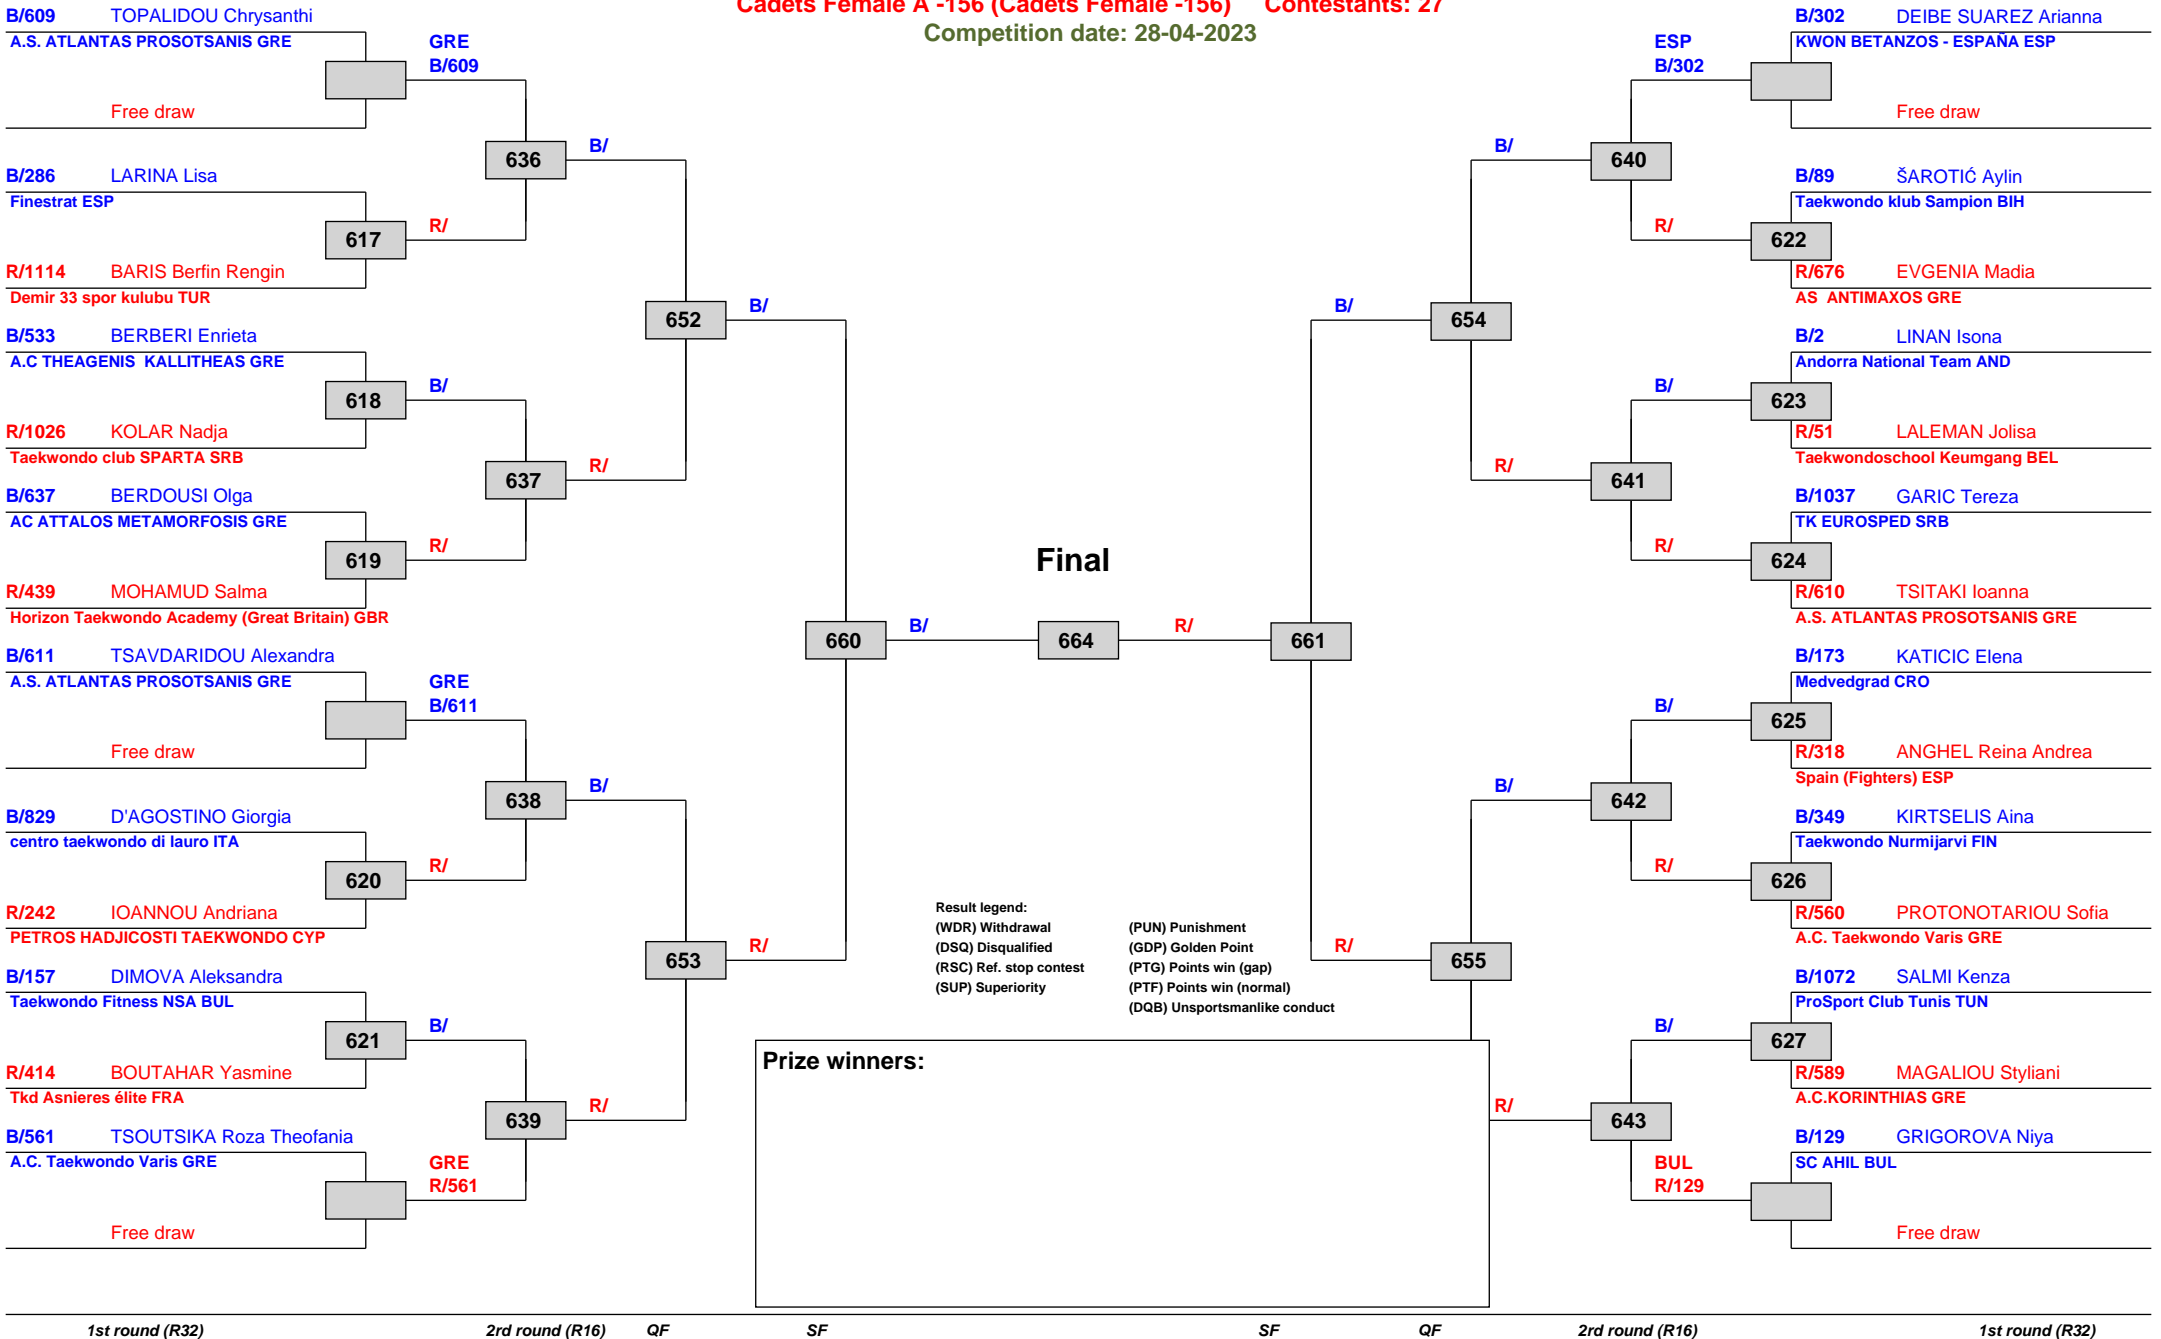 Cadets Female A -156 (Cadets Female -156) Contestants: 27
Competition date: 28-04-2023
B/609 TOPALIDOU Chrysanthi
A.S. ATLANTAS PROSOTSANIS GRE
Free draw
GRE
B/609
B/286 LARINA Lisa
Finestrat ESP
617
R/1114 BARIS Berfin Rengin
Demir 33 spor kulubu TUR
R/
636
B/
B/533 BERBERI Enrieta
A.C THEAGENIS KALLITHEAS GRE
618
R/1026 KOLAR Nadja
Taekwondo club SPARTA SRB
B/
B/637 BERDOUSI Olga
AC ATTALOS METAMORFOSIS GRE
619
R/439 MOHAMUD Salma
Horizon Taekwondo Academy (Great Britain) GBR
R/
637
R/
652
B/
B/611 TSAVDARIDOU Alexandra
A.S. ATLANTAS PROSOTSANIS GRE
Free draw
GRE
B/611
B/829 D'AGOSTINO Giorgia
centro taekwondo di lauro ITA
620
R/242 IOANNOU Andriana
PETROS HADJICOSTI TAEKWONDO CYP
R/
638
B/
B/157 DIMOVA Aleksandra
Taekwondo Fitness NSA BUL
621
R/414 BOUTAHAR Yasmine
Tkd Asnieres élite FRA
B/
B/561 TSOUTSIKA Roza Theofania
A.C. Taekwondo Varis GRE
Free draw
GRE
R/561
639
R/
653
R/
660
B/
Final
664
R/
661
B/302 DEIBE SUAREZ Arianna
KWON BETANZOS - ESPAÑA ESP
Free draw
ESP
B/302
B/89 ŠAROTIĆ Aylin
Taekwondo klub Sampion BIH
622
R/676 EVGENIA Madia
AS ANTIMAXOS GRE
R/
640
B/
B/2 LINAN Isona
Andorra National Team AND
623
R/51 LALEMAN Jolisa
Taekwondoschool Keumgang BEL
B/
B/1037 GARIC Tereza
TK EUROSPED SRB
624
R/610 TSITAKI Ioanna
A.S. ATLANTAS PROSOTSANIS GRE
R/
641
R/
654
B/
B/173 KATICIC Elena
Medvedgrad CRO
625
R/318 ANGHEL Reina Andrea
Spain (Fighters) ESP
B/
B/349 KIRTSELIS Aina
Taekwondo Nurmijarvi FIN
626
R/560 PROTONOTARIOU Sofia
A.C. Taekwondo Varis GRE
R/
642
B/
B/1072 SALMI Kenza
ProSport Club Tunis TUN
627
R/589 MAGALIOU Styliani
A.C.KORINTHIAS GRE
B/
B/129 GRIGOROVA Niya
SC AHIL BUL
Free draw
BUL
R/129
643
R/
655
R/
Result legend:
(WDR) Withdrawal
(DSQ) Disqualified
(RSC) Ref. stop contest
(SUP) Superiority
(PUN) Punishment
(GDP) Golden Point
(PTG) Points win (gap)
(PTF) Points win (normal)
(DQB) Unsportsmanlike conduct
Prize winners:
1st round (R32) 2rd round (R16) QF SF SF QF 2rd round (R16) 1st round (R32)